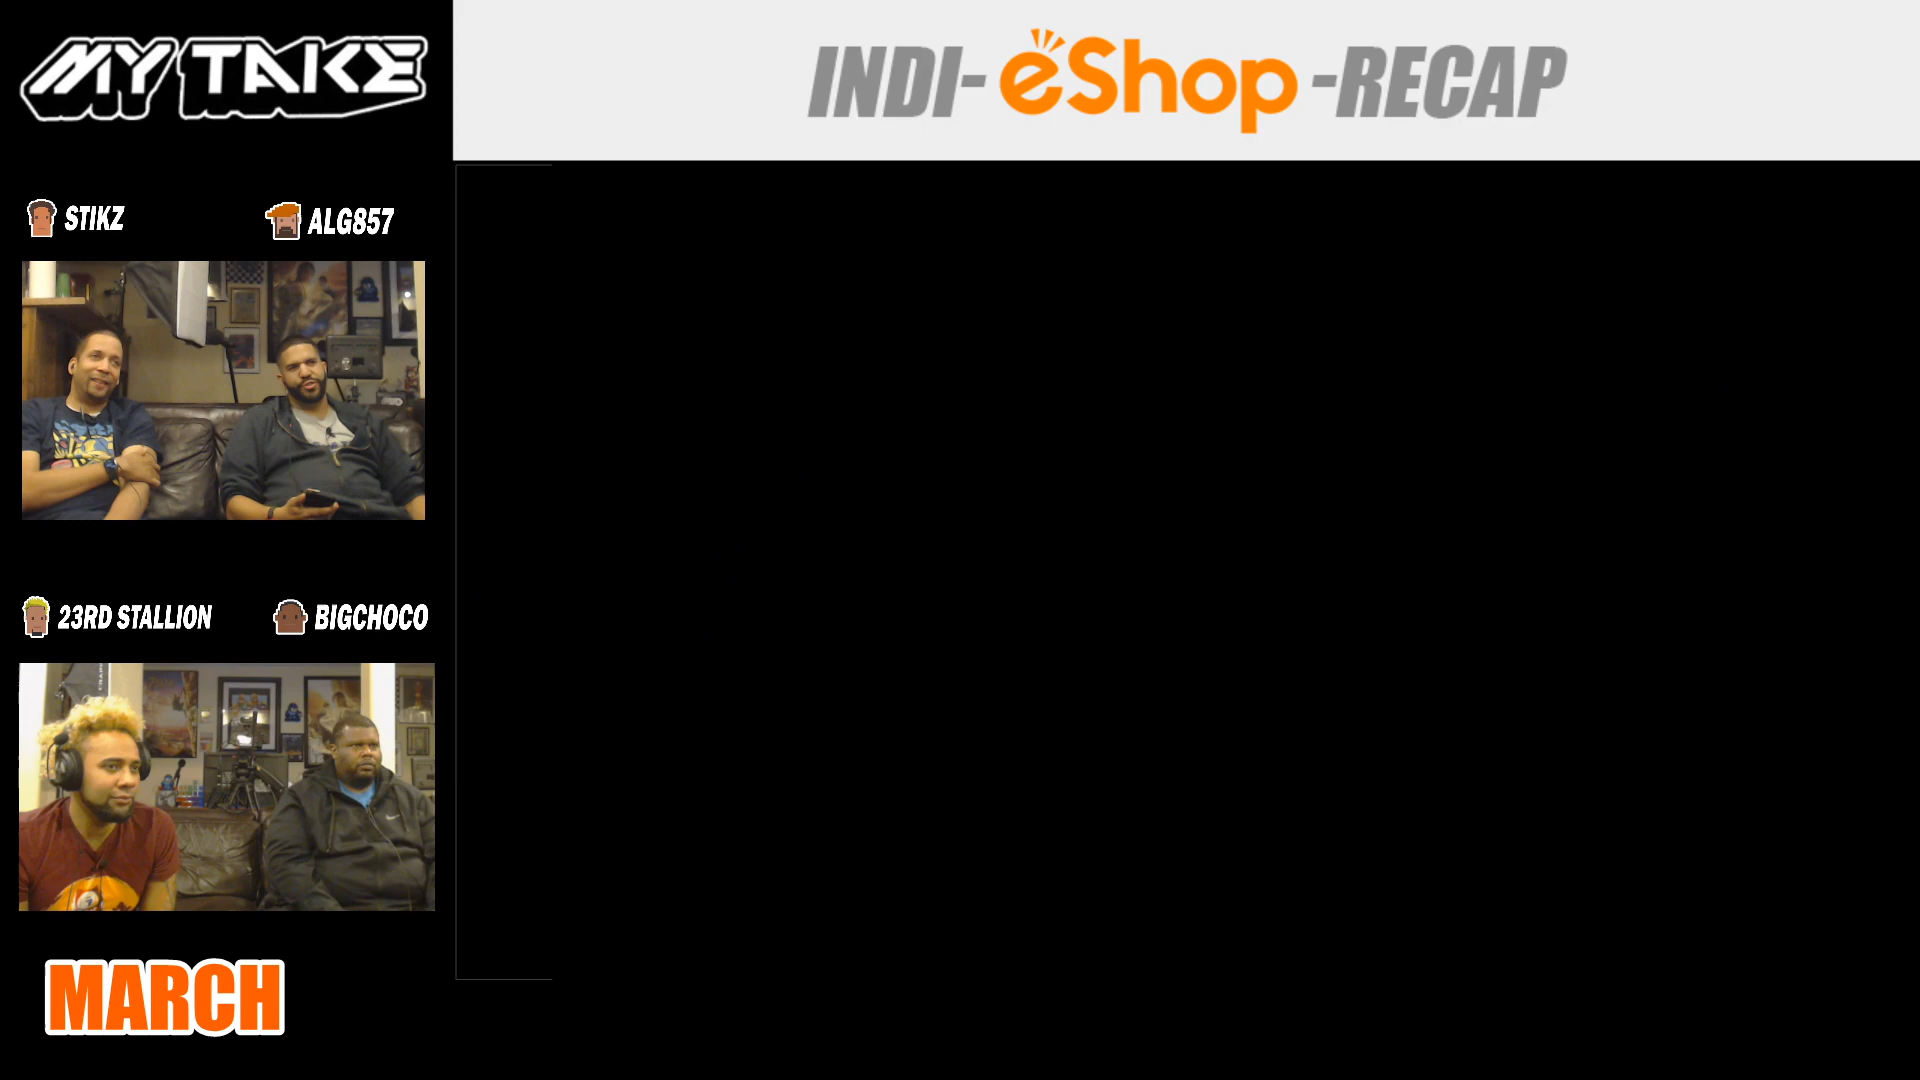 MY TAKE
INDI-eShop-RECAP
STIKZ
ALG857
23RD STALLION
BIGCHOCO
MARCH